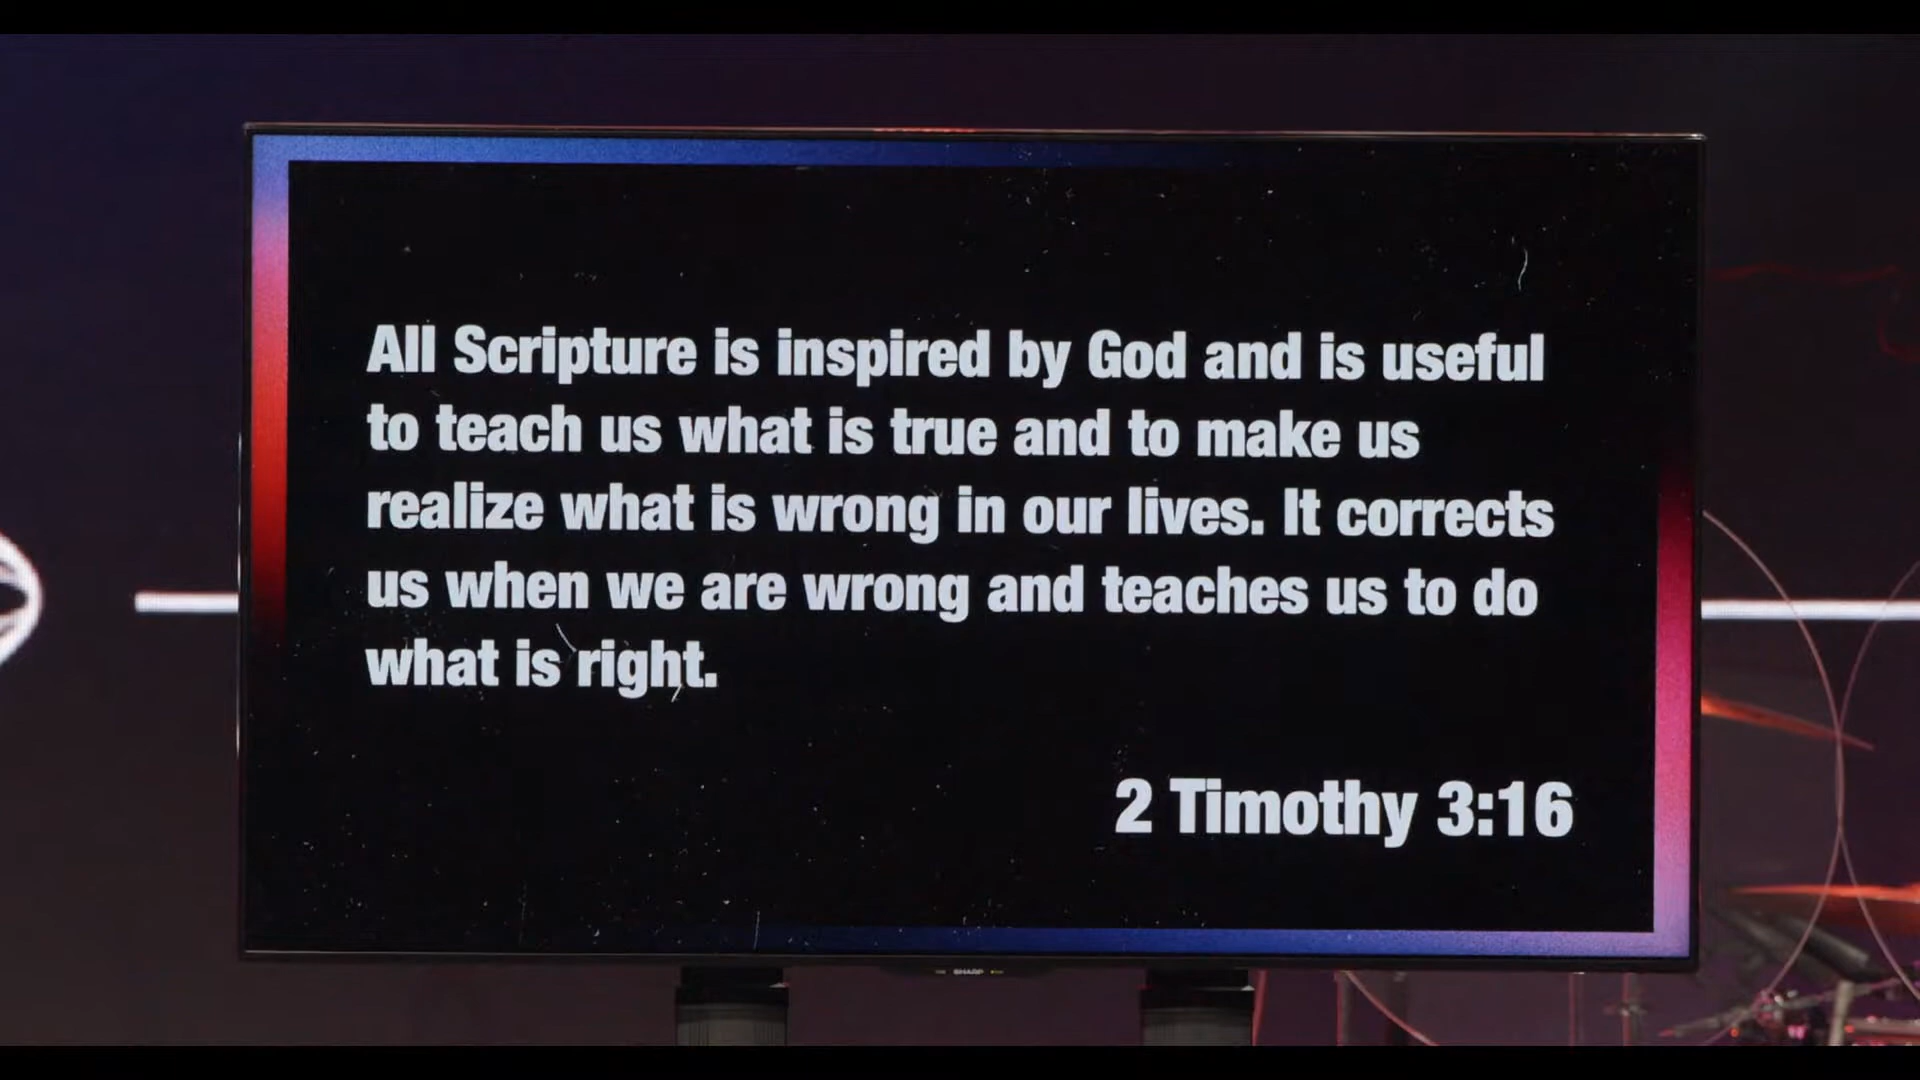 All Scripture is inspired by God and is useful
to teach us what is true and to make us
realize what is wrong in our lives. It corrects
us when we are wrong and teaches us to do
what is right.
2 Timothy 3:16
SHARP